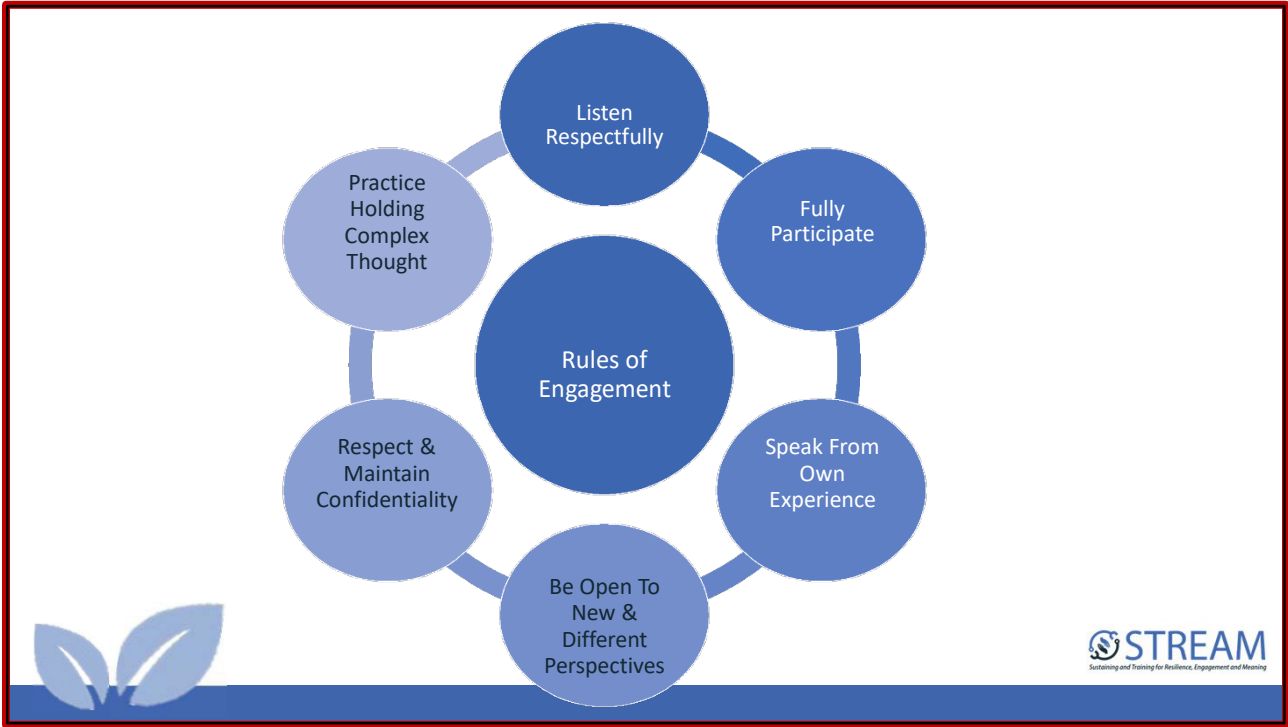 Listen
Respectfully
Fully
Participate
Speak From
Own
Experience
Be Open To
New &
Different
Perspectives
Respect &
Maintain
Confidentiality
Practice
Holding
Complex
Thought
Rules of
Engagement
STREAM
Sustaining and Training for Resilience, Engagement and Meaning